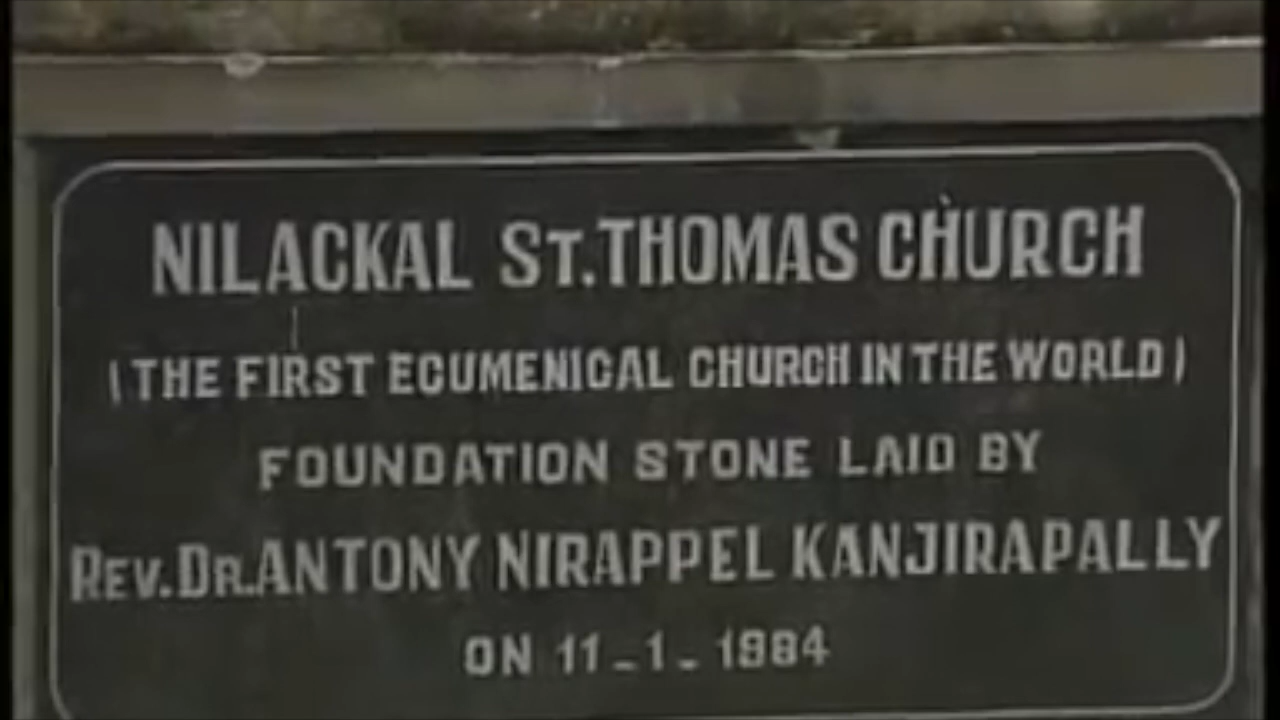 NILACKAL ST. THOMAS CHURCH
(THE FIRST ECUMENICAL CHURCH IN THE WORLD)
FOUNDATION STONE LAID BY
REV. DR. ANTONY NIRAPPEL KANJIRAPALLY
ON 11-1-1984